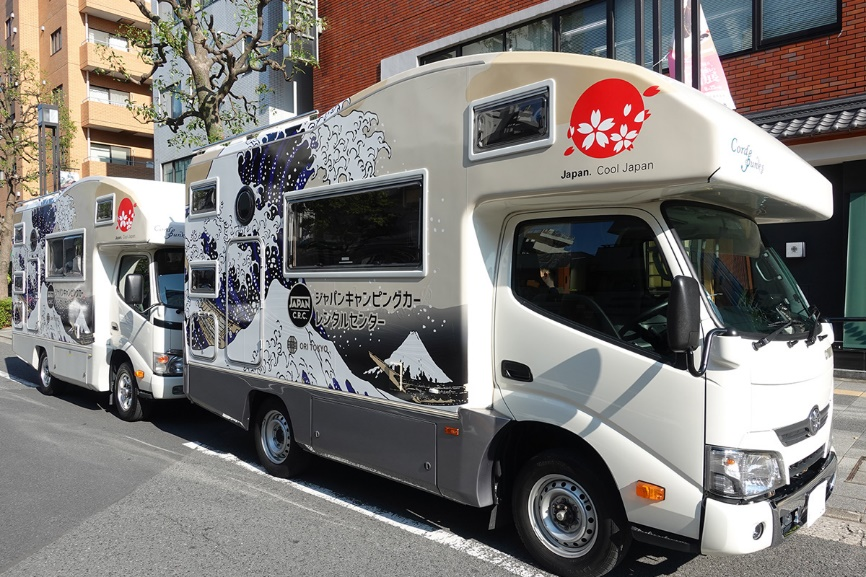 Japan. Cool Japan
Corde
Bunks
JAPAN
C.R.C.
ジャパンキャンピングカー
レンタルセンター
ORI TOKYO